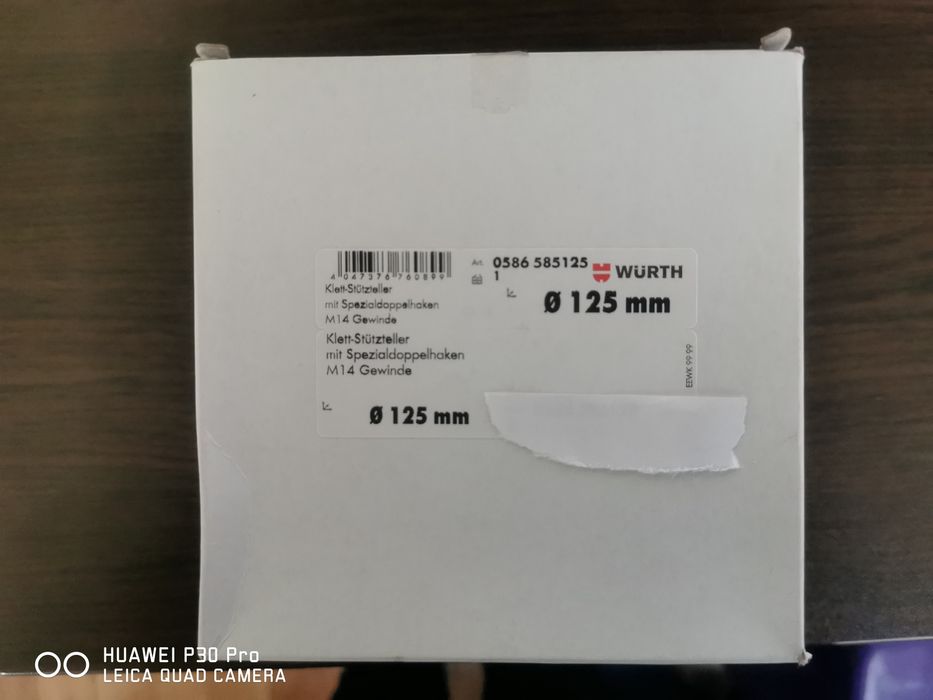 4 047376 760899
Art. 0586 585125
1
WÜRTH
Klett-Stützteller
mit Spezialdoppelhaken
M14 Gewinde
Ø 125 mm
Klett-Stützteller
mit Spezialdoppelhaken
M14 Gewinde
EEWK 99 99
Ø 125 mm
HUAWEI P30 Pro
LEICA QUAD CAMERA